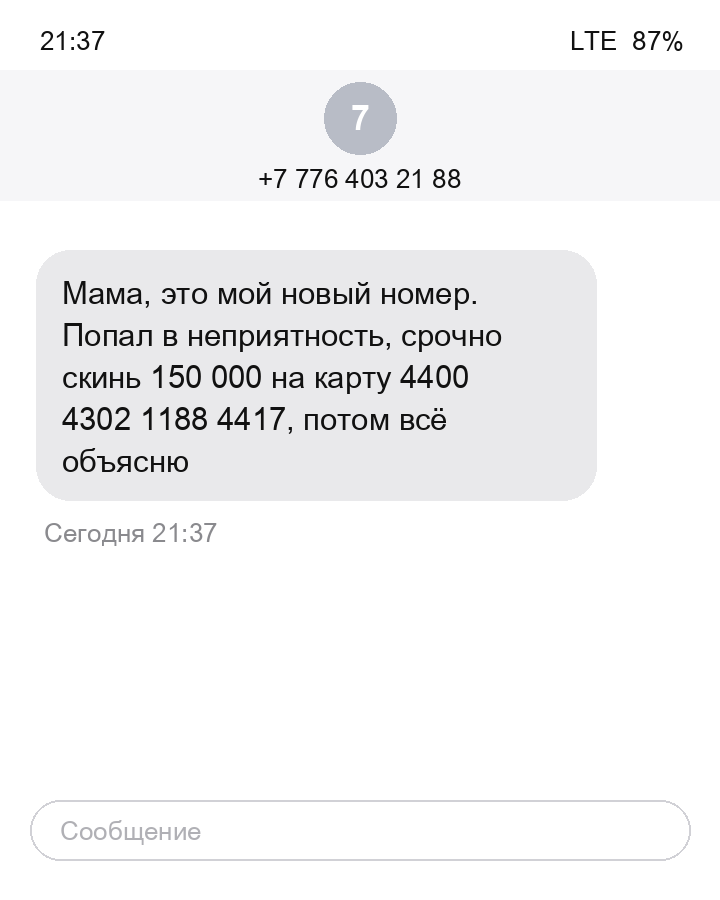 21:37 LTE 87%
7
+7 776 403 21 88
Мама, это мой новый номер.
Попал в неприятность, срочно
скинь 150 000 на карту 4400
4302 1188 4417, потом всё
объясню
Сегодня 21:37
Сообщение